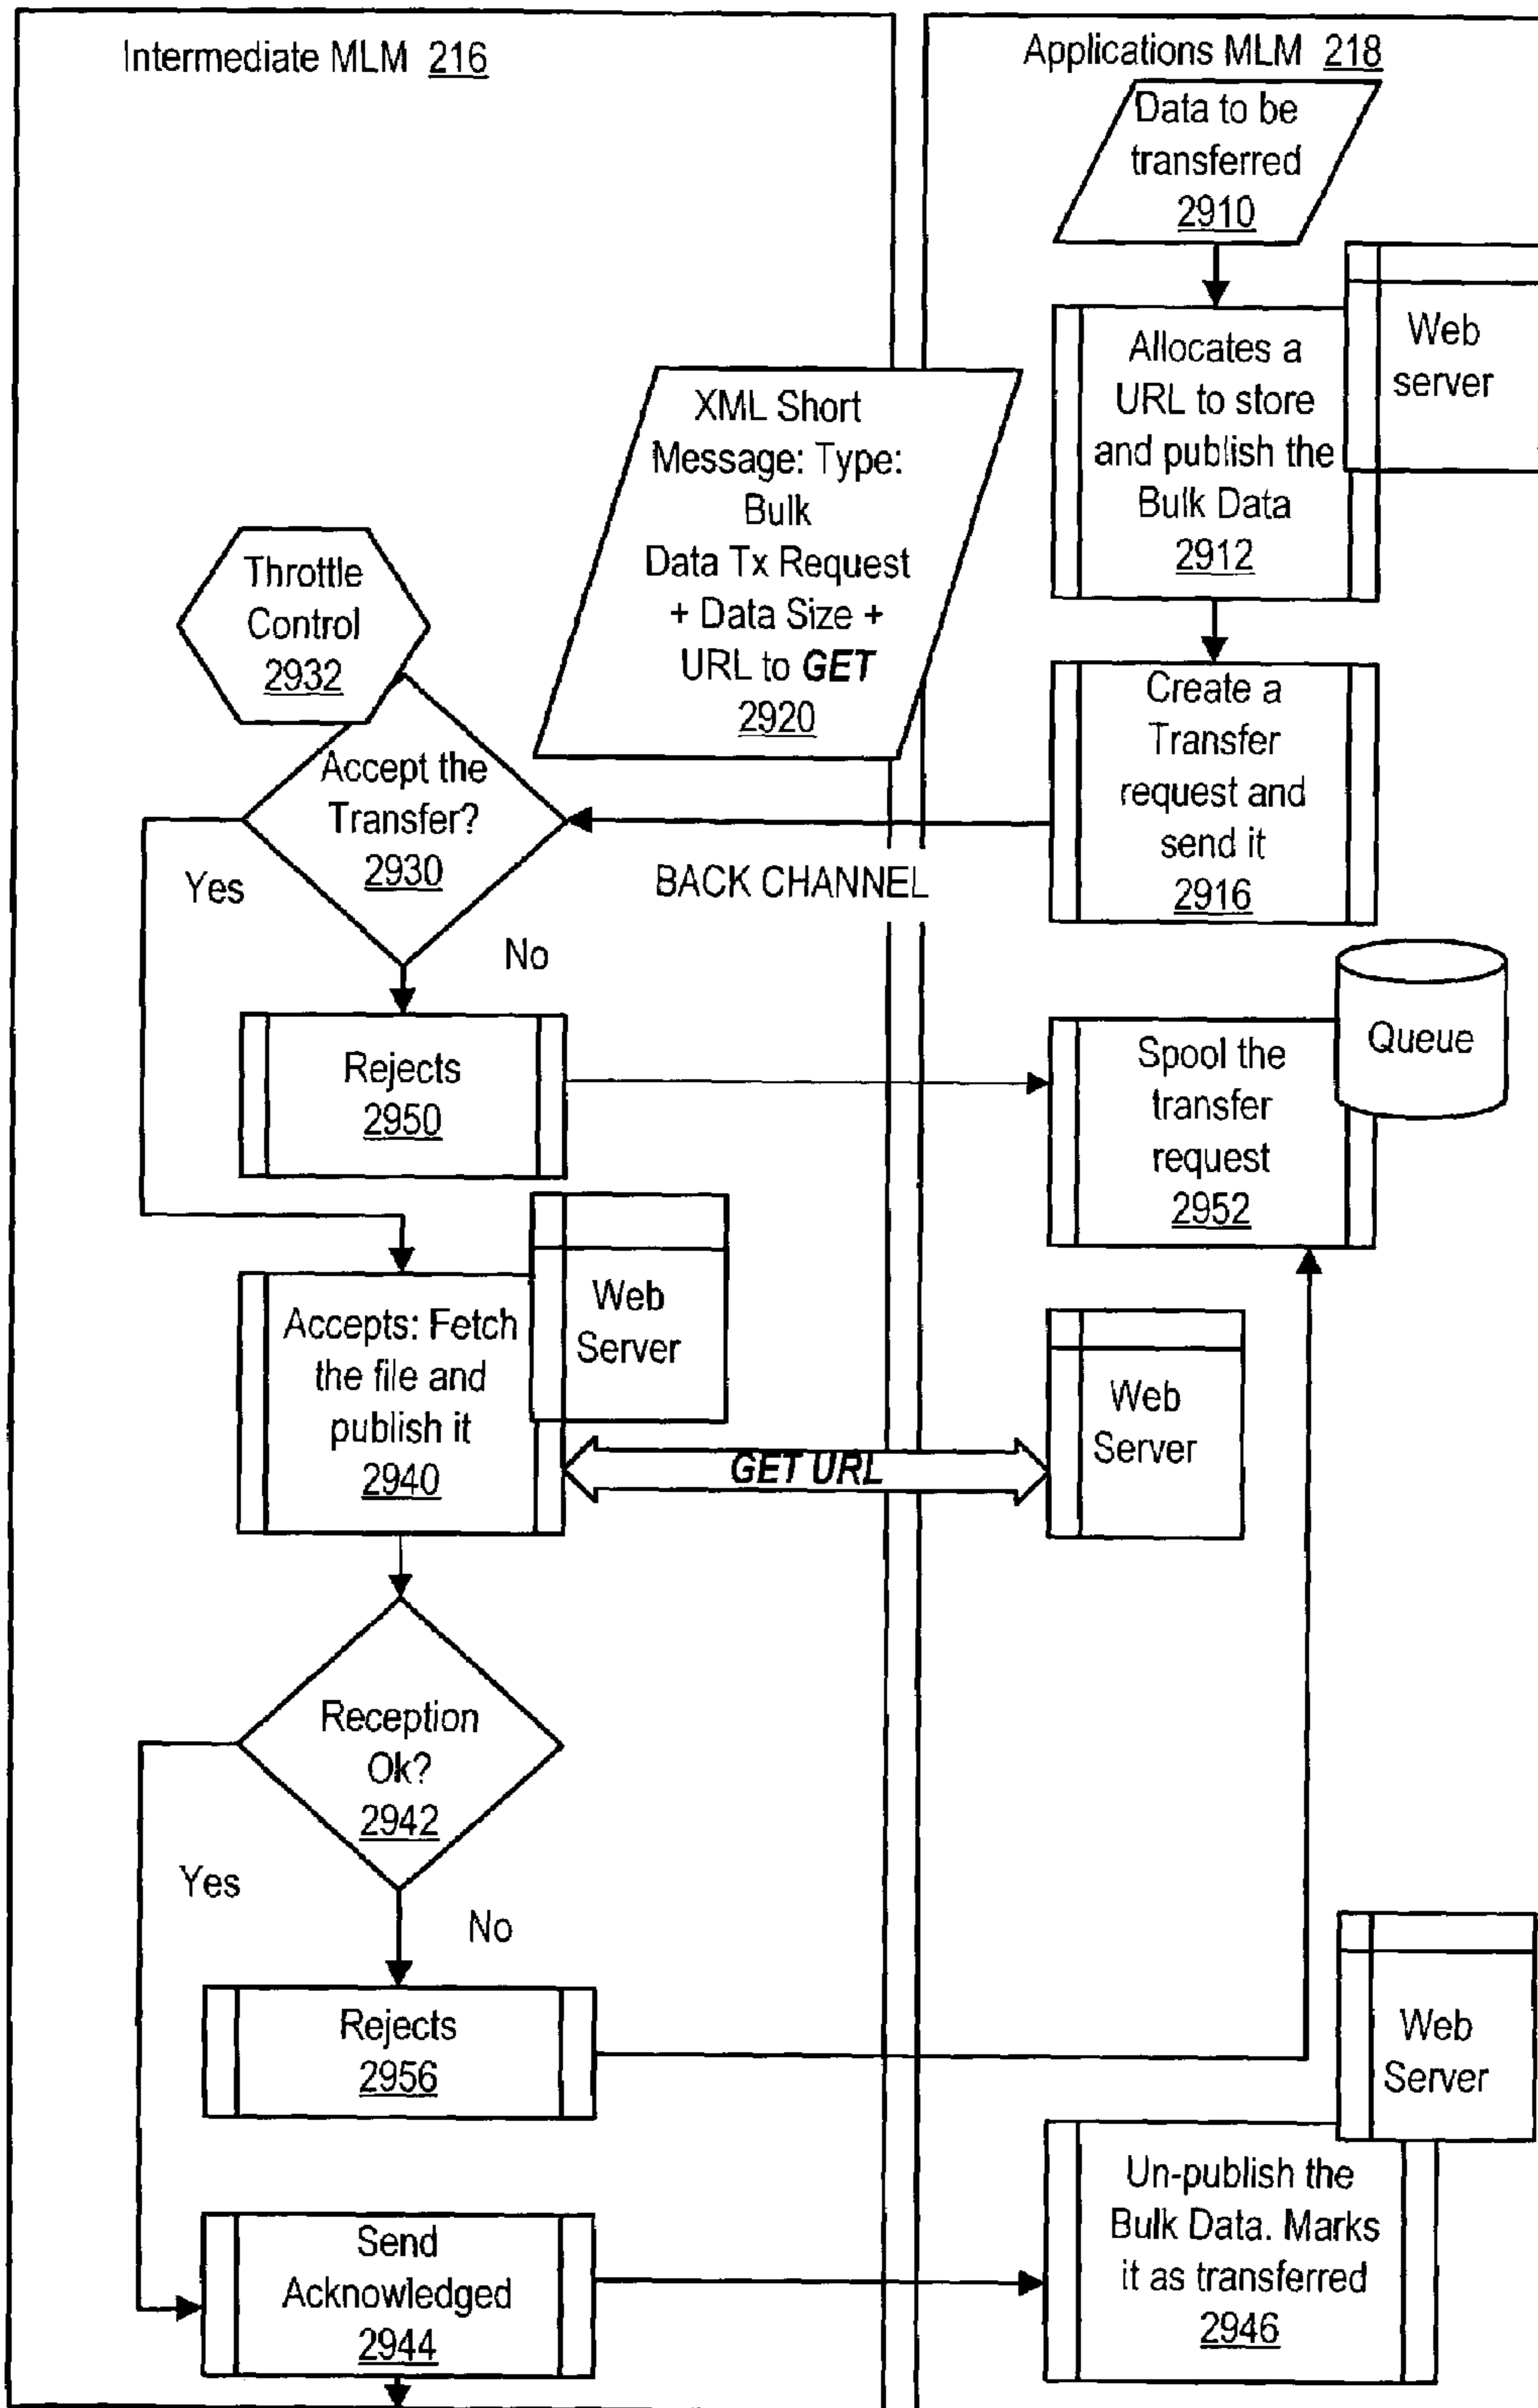 Intermediate MLM 216
Applications MLM 218
Data to be
transferred
2910
Allocates a
URL to store
and publish the
Bulk Data
2912
Web
server
XML Short
Message: Type:
Bulk
Data Tx Request
+ Data Size +
URL to GET
2920
Throttle
Control
2932
Create a
Transfer
request and
send it
2916
Accept the
Transfer?
2930
BACK CHANNEL
Yes
No
Rejects
2950
Spool the
transfer
request
2952
Queue
Accepts: Fetch
the file and
publish it
2940
Web
Server
GET URL
Web
Server
Reception
Ok?
2942
Yes
No
Rejects
2956
Web
Server
Un-publish the
Bulk Data. Marks
it as transferred
2946
Send
Acknowledged
2944